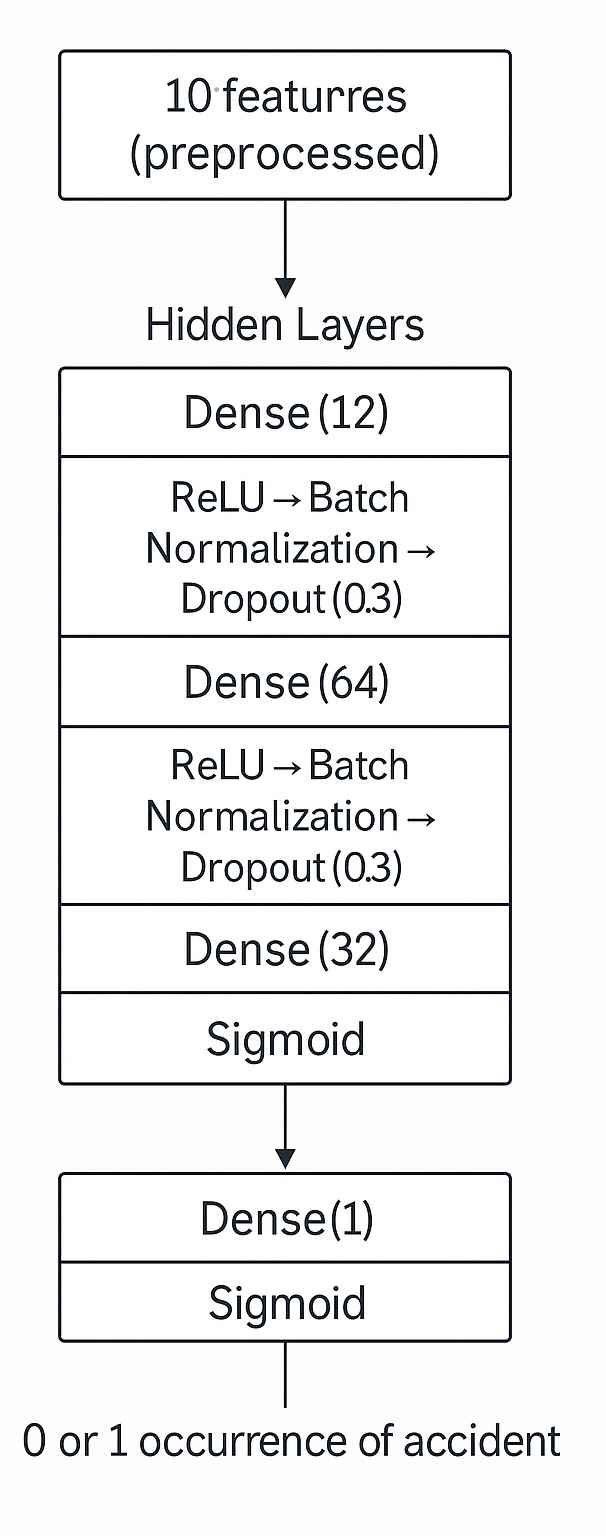 10 featurres
(preprocessed)
Hidden Layers
Dense (12)
ReLU → Batch
Normalization →
Dropout (0.3)
Dense (64)
ReLU → Batch
Normalization →
Dropout (0.3)
Dense (32)
Sigmoid
Dense(1)
Sigmoid
0 or 1 occurrence of accident